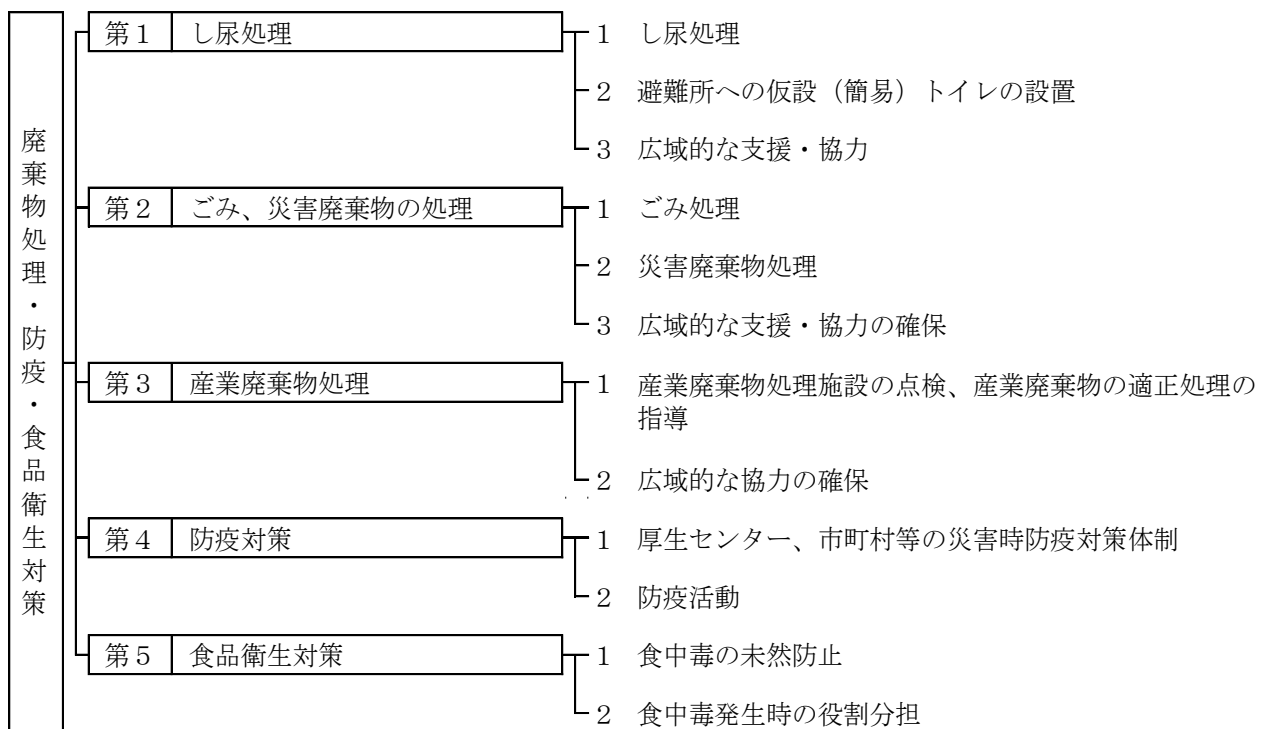 廃棄物処理・防疫・食品衛生対策
第１ し尿処理
１ し尿処理
２ 避難所への仮設（簡易）トイレの設置
３ 広域的な支援・協力
第２ ごみ、災害廃棄物の処理
１ ごみ処理
２ 災害廃棄物処理
３ 広域的な支援・協力の確保
第３ 産業廃棄物処理
１ 産業廃棄物処理施設の点検、産業廃棄物の適正処理の
指導
２ 広域的な協力の確保
第４ 防疫対策
１ 厚生センター、市町村等の災害時防疫対策体制
２ 防疫活動
第５ 食品衛生対策
１ 食中毒の未然防止
２ 食中毒発生時の役割分担